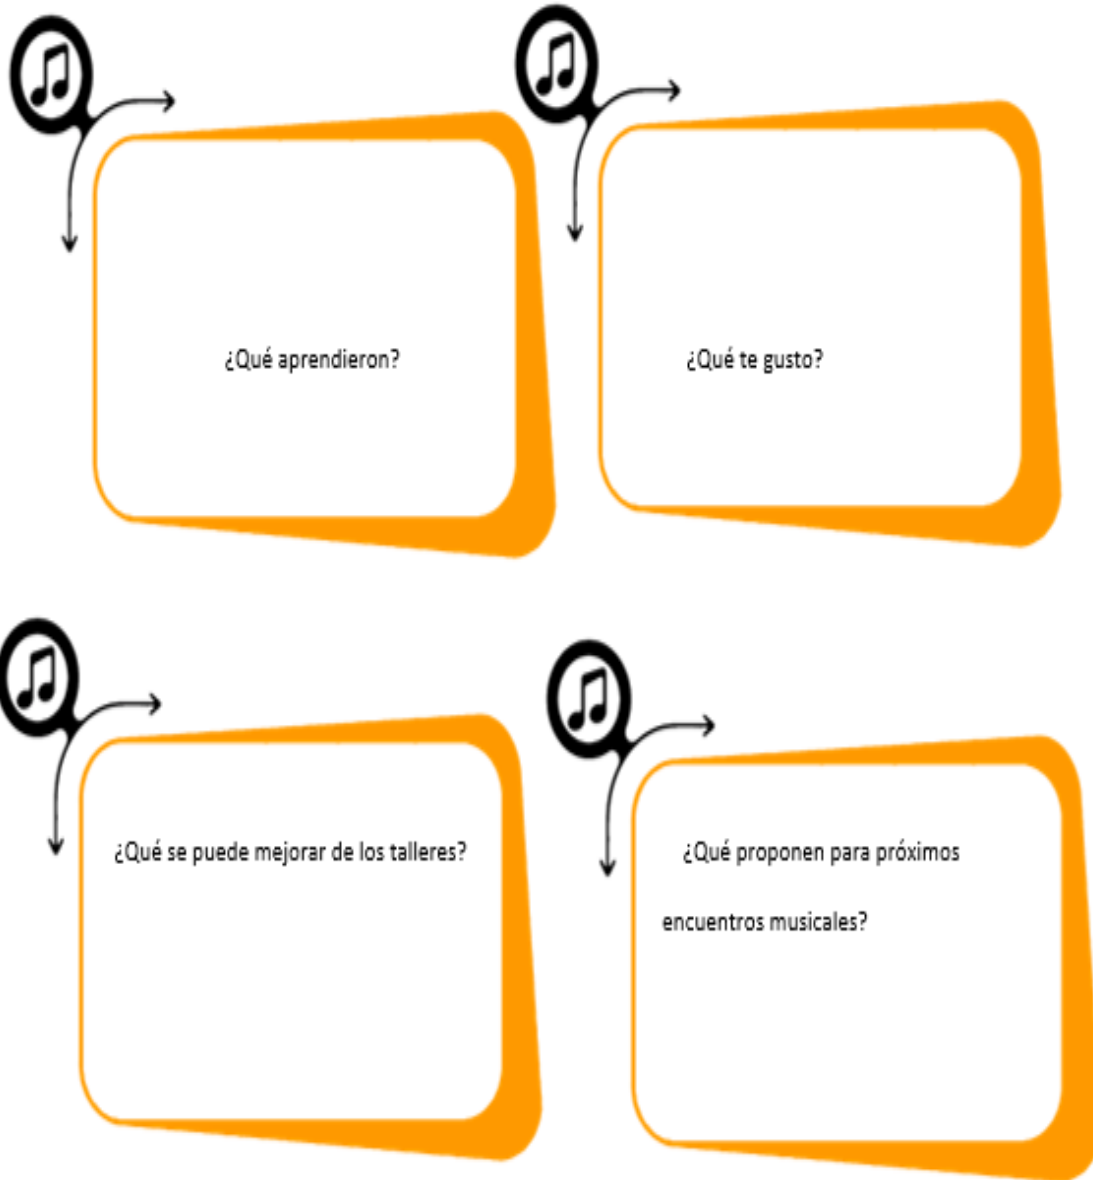 ¿Qué aprendieron?
¿Qué te gusto?
¿Qué se puede mejorar de los talleres?
¿Qué proponen para próximos
encuentros musicales?